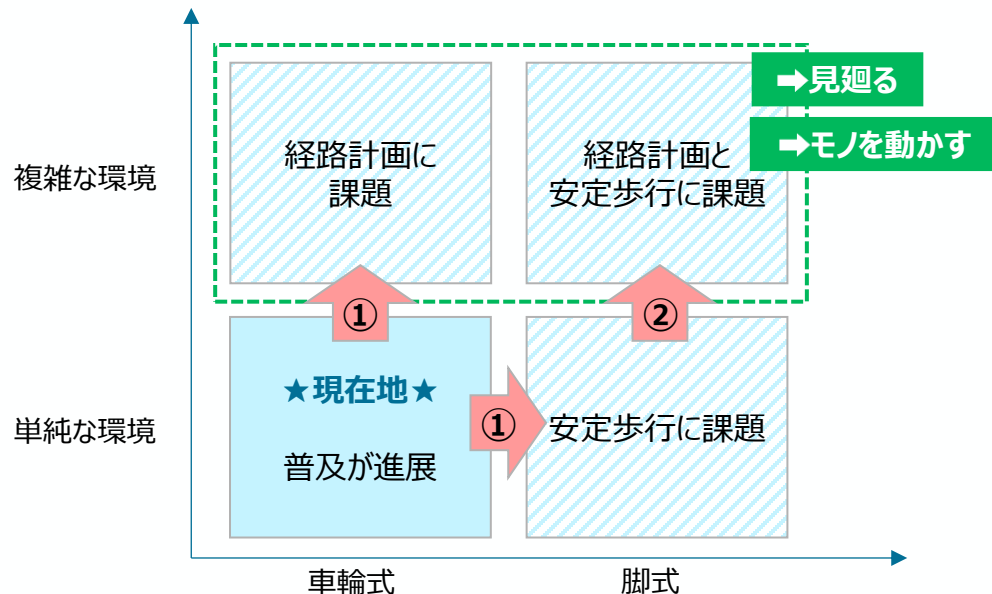 ➡見廻る
➡モノを動かす
複雑な環境
経路計画に
課題
経路計画と
安定歩行に課題
①
②
単純な環境
★現在地★
普及が進展
①
安定歩行に課題
車輪式
脚式